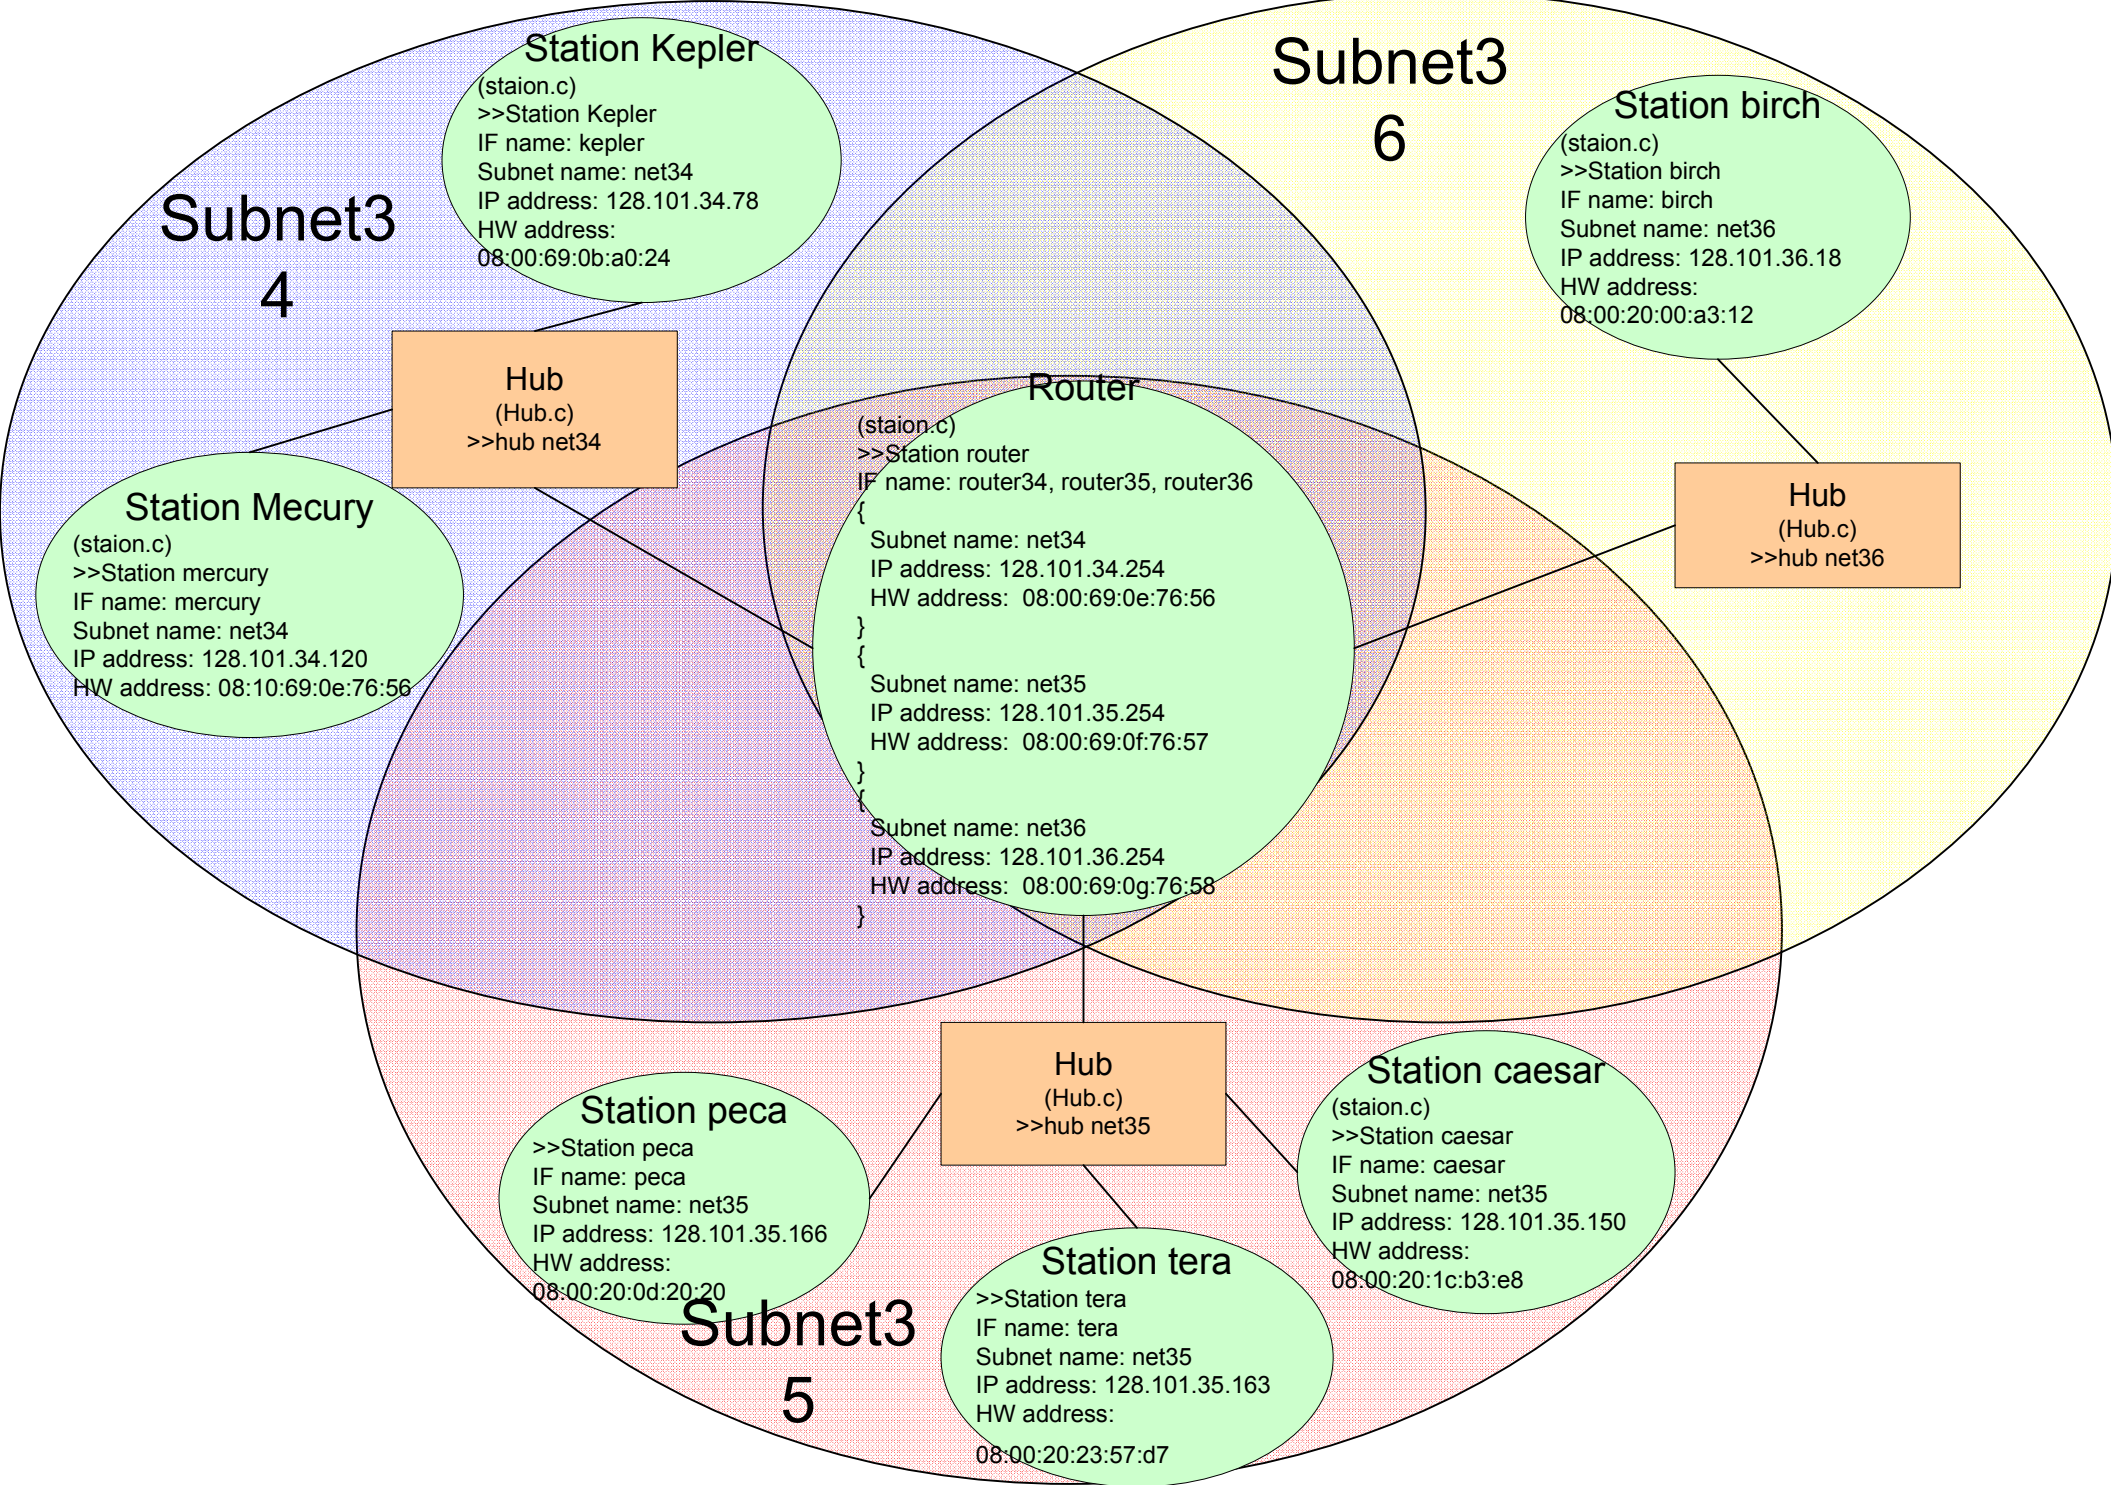 Station Kepler
(staion.c)
>>Station Kepler
IF name: kepler
Subnet name: net34
IP address: 128.101.34.78
HW address:
08:00:69:0b:a0:24
Subnet3
6
Station birch
(staion.c)
>>Station birch
IF name: birch
Subnet name: net36
IP address: 128.101.36.18
HW address:
08:00:20:00:a3:12
Subnet3
4
Hub
(Hub.c)
>>hub net34
Station Mecury
(staion.c)
>>Station mercury
IF name: mercury
Subnet name: net34
IP address: 128.101.34.120
HW address: 08:10:69:0e:76:56
Router
(staion.c)
>>Station router
IF name: router34, router35, router36
{
Subnet name: net34
IP address: 128.101.34.254
HW address:  08:00:69:0e:76:56
}
{
Subnet name: net35
IP address: 128.101.35.254
HW address:  08:00:69:0f:76:57
}
{
Subnet name: net36
IP address: 128.101.36.254
HW address:  08:00:69:0g:76:58
}
Hub
(Hub.c)
>>hub net36
Hub
(Hub.c)
>>hub net35
Station peca
>>Station peca
IF name: peca
Subnet name: net35
IP address: 128.101.35.166
HW address:
08:00:20:0d:20:20
Subnet3
5
Station tera
>>Station tera
IF name: tera
Subnet name: net35
IP address: 128.101.35.163
HW address:
08:00:20:23:57:d7
Station caesar
(staion.c)
>>Station caesar
IF name: caesar
Subnet name: net35
IP address: 128.101.35.150
HW address:
08:00:20:1c:b3:e8